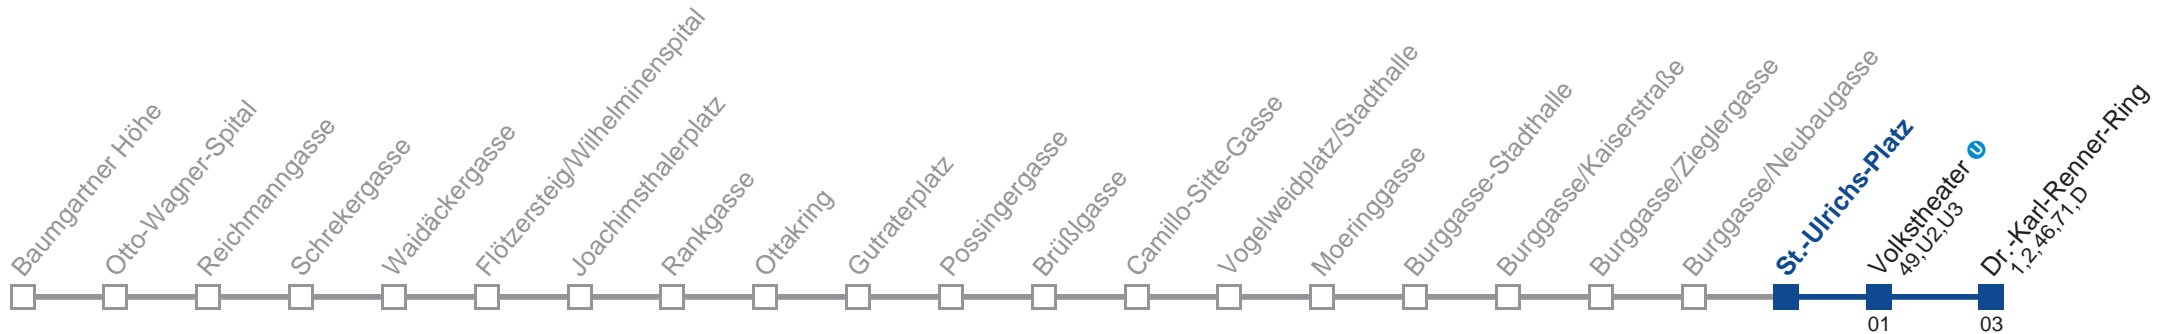 Baumgartner Höhe
Otto-Wagner-Spital
Reichmanngasse
Schrekergasse
Waidäckergasse
Flötzersteig/Wilhelminenspital
Joachimsthalerplatz
Rankgasse
Ottakring
Gutraterplatz
Possingergasse
Brüßlgasse
Camillo-Sitte-Gasse
Vogelweidplatz/Stadthalle
Moeringgasse
Burggasse-Stadthalle
Burggasse/Kaiserstraße
Burggasse/Zieglergasse
Burggasse/Neubaugasse
St.-Ulrichs-Platz
Volkstheater U
49,U2,U3
Dr.-Karl-Renner-Ring
1,2,46,71,D
01
03